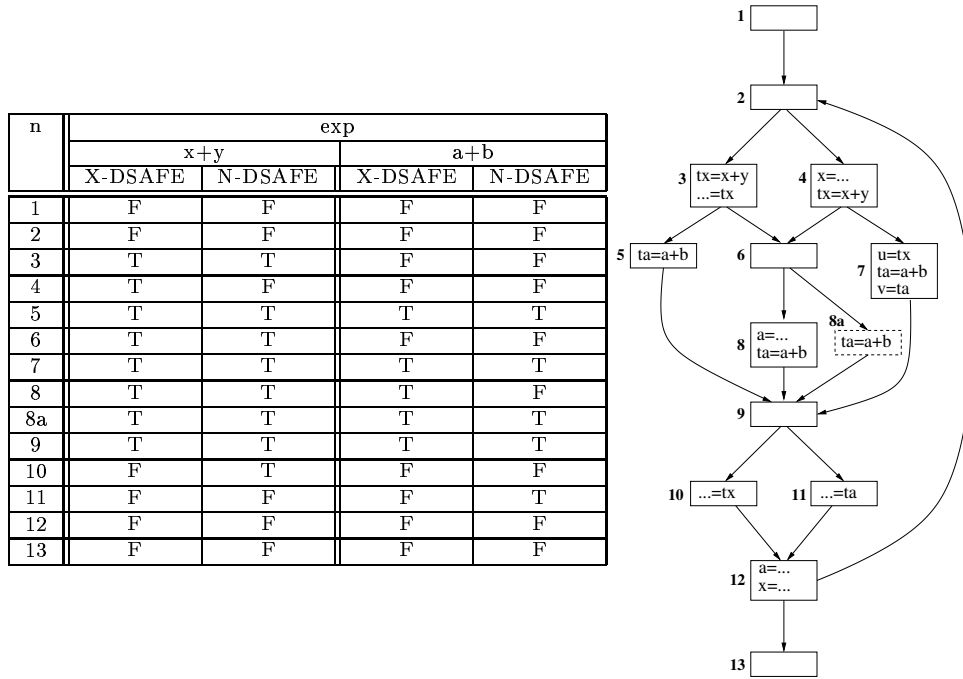 n exp
x+y a+b
X-DSAFE N-DSAFE X-DSAFE N-DSAFE
1 F F F F
2 F F F F
3 T T F F
4 T F F F
5 T T T T
6 T T F F
7 T T T T
8 T T T F
8a T T T T
9 T T T T
10 F T F F
11 F F F T
12 F F F F
13 F F F F
1
2
3
tx=x+y
...=tx
4
x=...
tx=x+y
5
ta=a+b
6
7
u=tx
ta=a+b
v=ta
8
a=...
ta=a+b
8a
ta=a+b
9
10
...=tx
11
...=ta
12
a=...
x=...
13